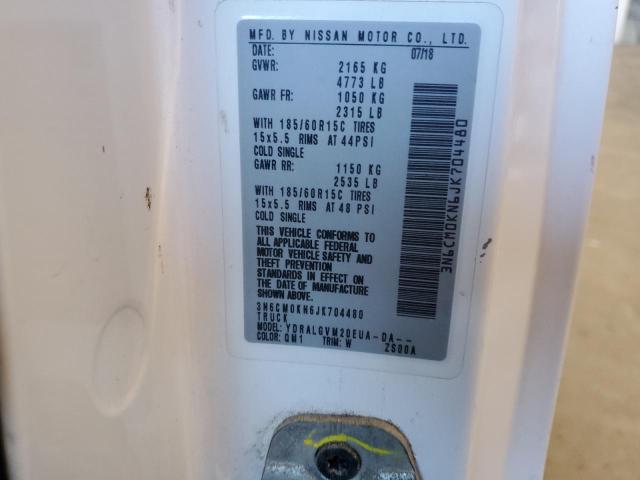 MFD. BY NISSAN MOTOR CO., LTD.
DATE: 07/18
GVWR: 2165 KG
4773 LB
GAWR FR: 1050 KG
2315 LB
WITH 185/60R15C TIRES
15x5.5 RIMS AT 44PSI
COLD SINGLE
GAWR RR: 1150 KG
2535 LB
WITH 185/60R15C TIRES
15x5.5 RIMS AT 48 PSI
COLD SINGLE
THIS VEHICLE CONFORMS TO
ALL APPLICABLE FEDERAL
MOTOR VEHICLE SAFETY AND
THEFT PREVENTION
STANDARDS IN EFFECT ON
THE DATE OF MANUFACTURE
SHOWN ABOVE.
3N6CM0KN6JK704480
TRUCK
MODEL: YDRALGVM20EUA-DA--
COLOR: QM1 TRIM: W ZS00A
3N6CM0KN6JK704480